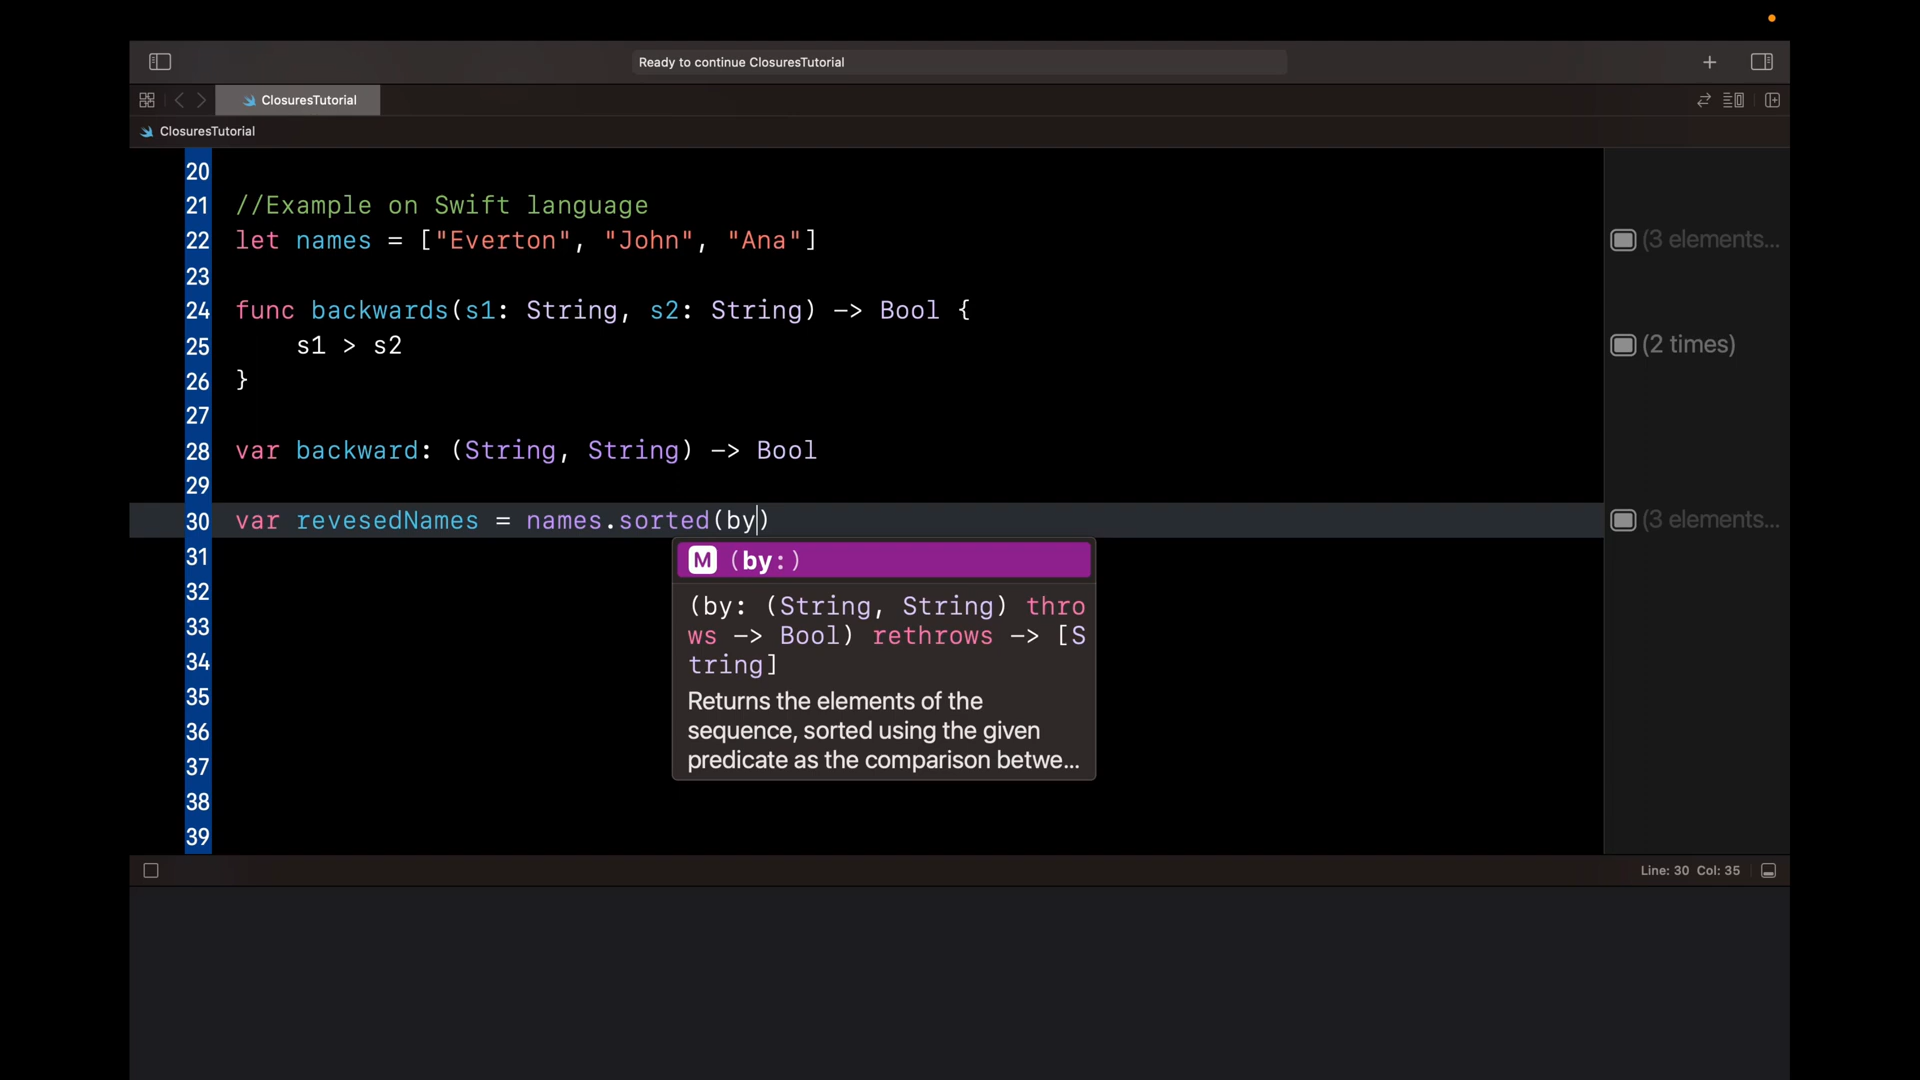 Ready to continue ClosuresTutorial
ClosuresTutorial
ClosuresTutorial
20
21 //Example on Swift language
22 let names = ["Everton", "John", "Ana"] (3 elements...
23
24 func backwards(s1: String, s2: String) -> Bool {
25 s1 > s2 (2 times)
26 }
27
28 var backward: (String, String) -> Bool
29
30 var revesedNames = names.sorted(by) (3 elements...
31 M (by:)
32
33 (by: (String, String) thro
ws -> Bool) rethrows -> [S
34 tring]
35 Returns the elements of the
36 sequence, sorted using the given
37 predicate as the comparison betwe...
38
39
Line: 30 Col: 35